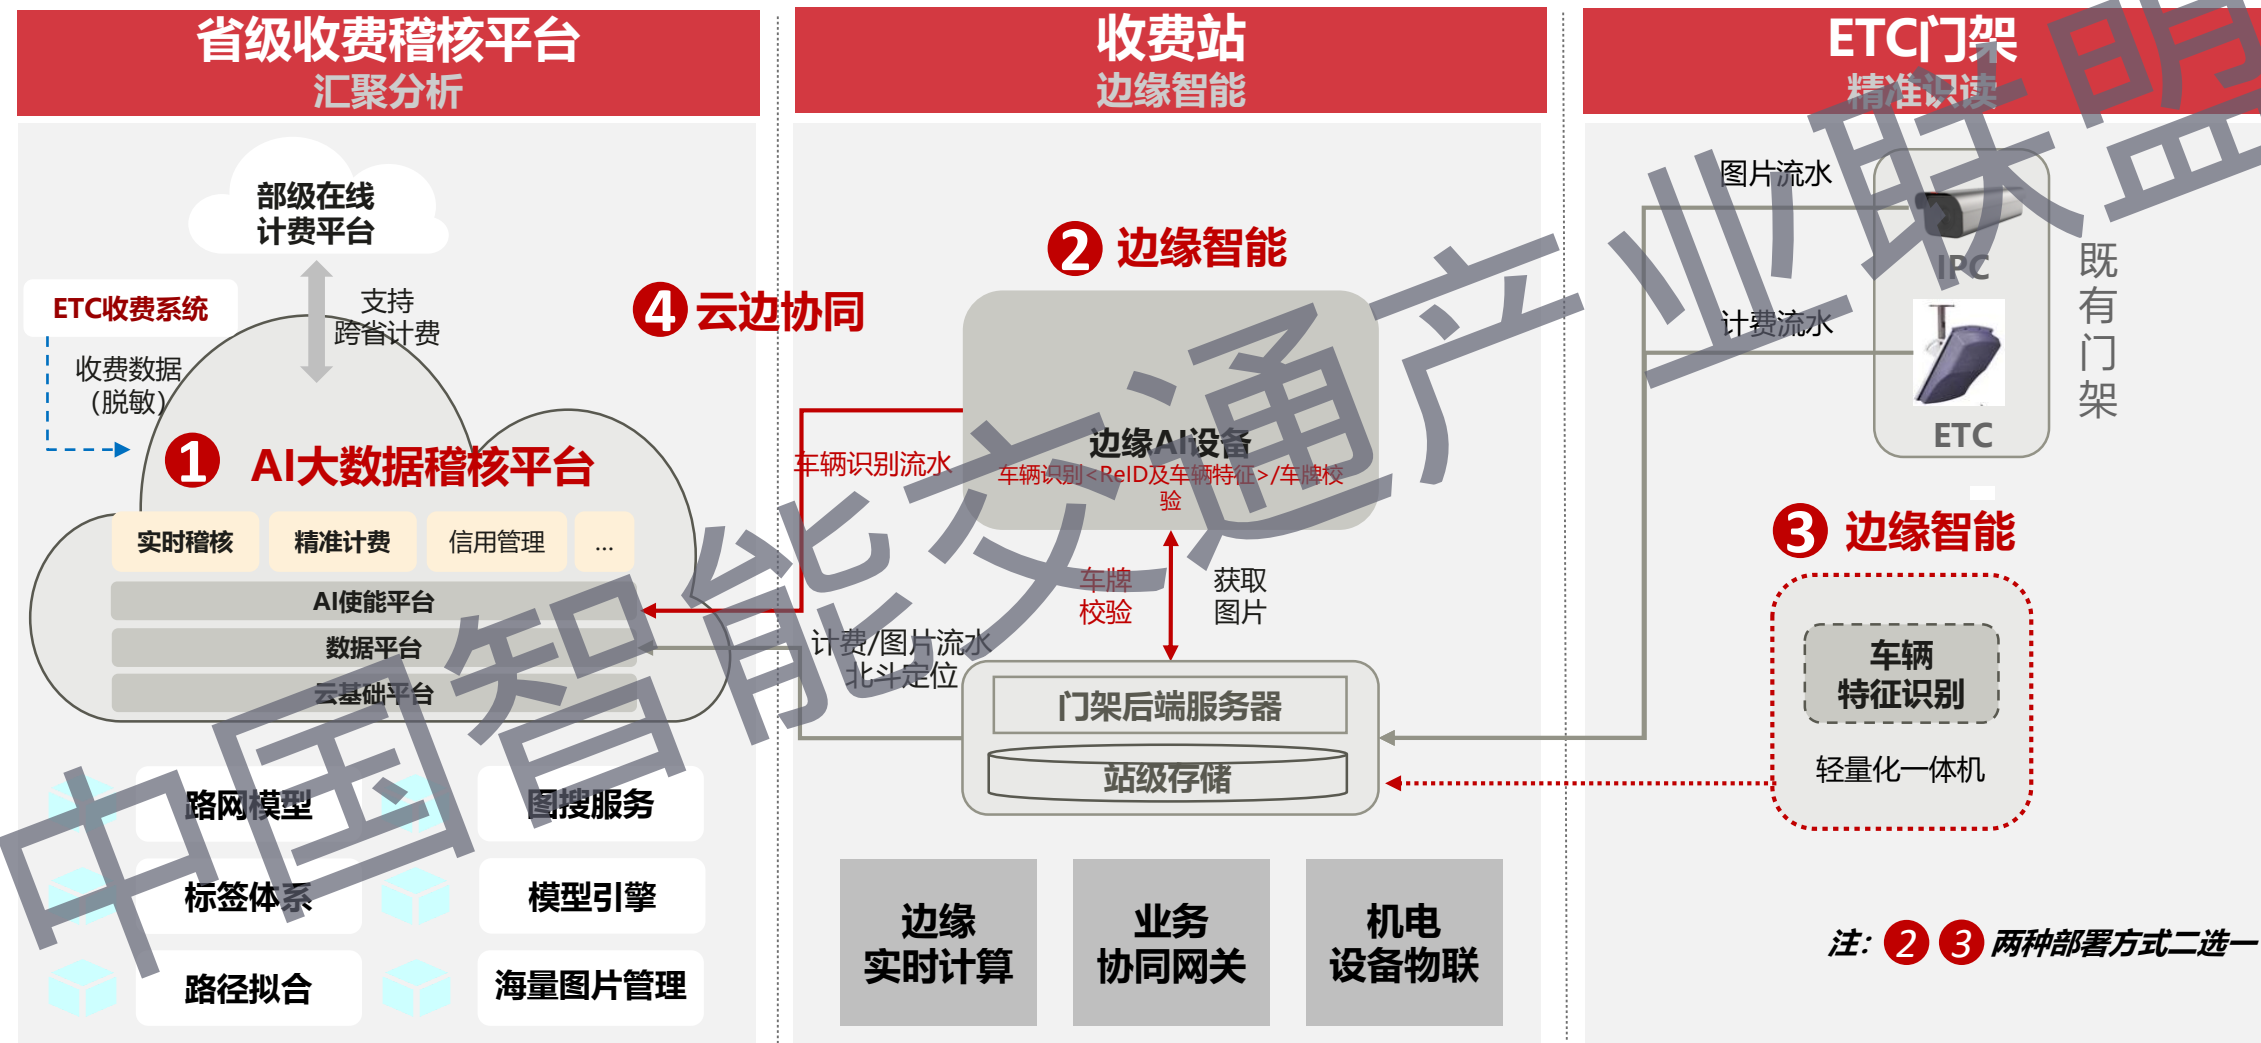 省级收费稽核平台
汇聚分析
部级在线
计费平台
ETC收费系统
支持
跨省计费
收费数据
(脱敏)
❶ AI大数据稽核平台
实时稽核
精准计费
信用管理
...
AI使能平台
数据平台
云基础平台
路网模型
图搜服务
标签体系
模型引擎
路径拟合
海量图片管理
❹云边协同
收费站
边缘智能
❷ 边缘智能
边缘AI设备
车辆识别<ReID及车辆特征>/车牌校
验
车辆识别流水
车牌
校验
获取
图片
计费/图片流水
北斗定位
门架后端服务器
站级存储
边缘
实时计算
业务
协同网关
机电
设备物联
ETC门架
精准识读
图片流水
IPC
计费流水
ETC
既有门架
❸ 边缘智能
车辆
特征识别
轻量化一体机
注: ❷ ❸ 两种部署方式二选一
中国智能交通产业联盟